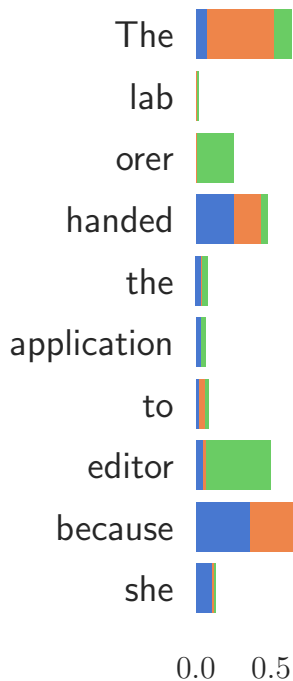 The
lab
orer
handed
the
application
to
editor
because
she
0.0 0.5